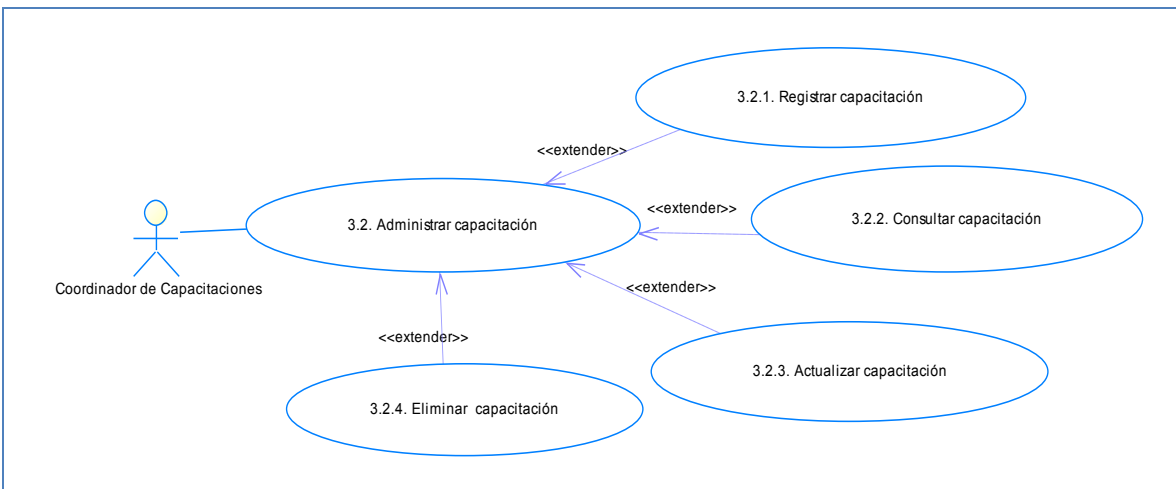 3.2.1. Registrar capacitación
<<extender>>
3.2. Administrar capacitación
<<extender>>
3.2.2. Consultar capacitación
Coordinador de Capacitaciones
<<extender>>
<<extender>>
3.2.3. Actualizar capacitación
3.2.4. Eliminar capacitación